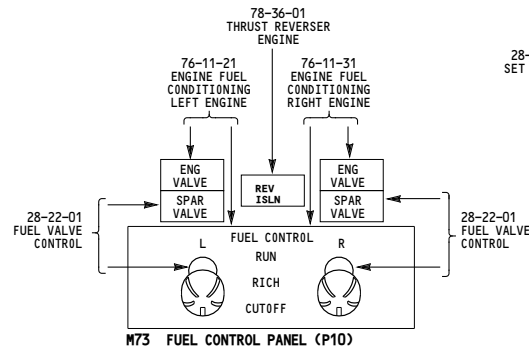 78-36-01
THRUST REVERSER
ENGINE
28-
SET
76-11-21
ENGINE FUEL
CONDITIONING
LEFT ENGINE
76-11-31
ENGINE FUEL
CONDITIONING
RIGHT ENGINE
ENG
VALVE
SPAR
VALVE
REV
ISLN
ENG
VALVE
SPAR
VALVE
28-22-01
FUEL VALVE
CONTROL
28-22-01
FUEL VALVE
CONTROL
L FUEL CONTROL R
RUN
RICH
CUTOFF
M73 FUEL CONTROL PANEL (P10)